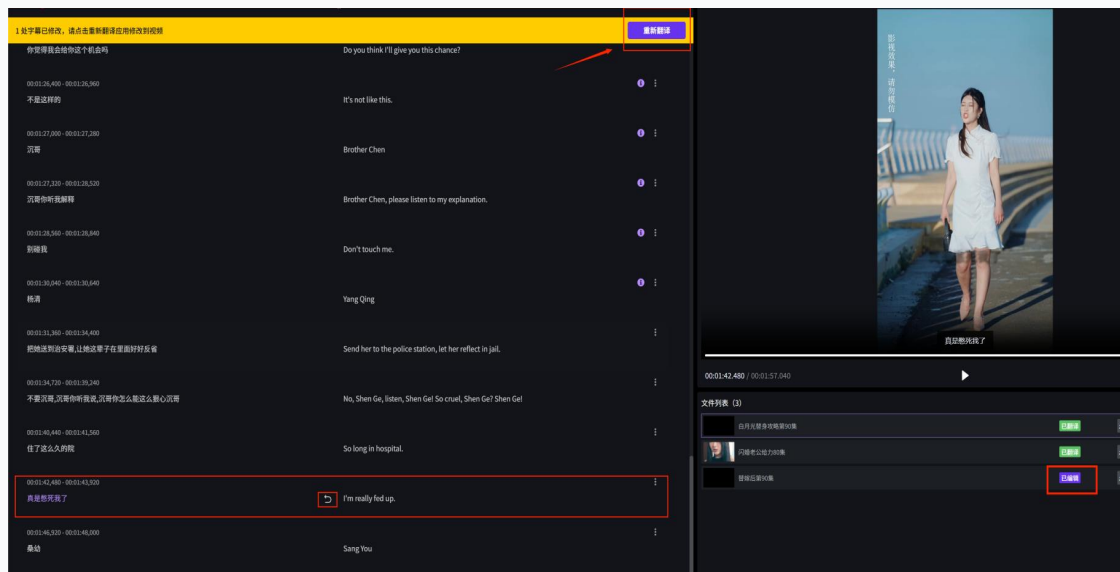 1 处字幕已修改，请点击重新翻译应用修改到视频
重新翻译
你觉得我会给你这个机会吗
Do you think I'll give you this chance?
00:01:26,400 - 00:01:26,960
不是这样的
It's not like this.
00:01:27,000 - 00:01:27,280
沉哥
Brother Chen
00:01:27,320 - 00:01:28,520
沉哥你听我解释
Brother Chen, please listen to my explanation.
00:01:28,560 - 00:01:28,840
别碰我
Don't touch me.
00:01:30,040 - 00:01:30,640
杨清
Yang Qing
00:01:31,360 - 00:01:34,400
把她送到治安署,让她这辈子在里面好好反省
Send her to the police station, let her reflect in jail.
00:01:34,720 - 00:01:39,240
不要沉哥,沉哥你听我说,沉哥你怎么能这么狠心沉哥
No, Shen Ge, listen, Shen Ge! So cruel, Shen Ge? Shen Ge!
00:01:40,440 - 00:01:41,560
住了这么久的院
So long in hospital.
00:01:42,480 - 00:01:43,920
真是憋死我了
I'm really fed up.
00:01:46,920 - 00:01:48,000
桑幼
Sang You
影视效果，请勿模仿
真是憋死我了
00:01:42.480 / 00:01:57.040
文件列表（3）
白月光替身攻略第90集
已翻译
闪婚老公给力80集
已翻译
替嫁后第50集
已编辑